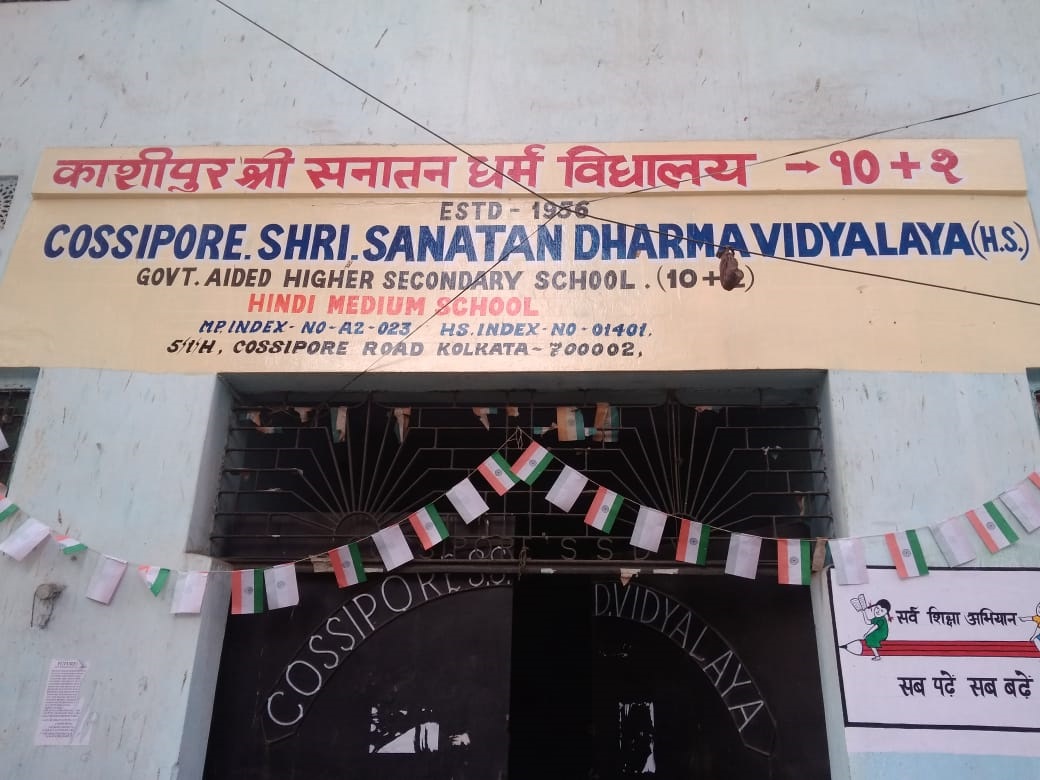 काशीपुर श्री सनातन धर्म विद्यालय → १० + २
ESTD - 1956
COSSIPORE. SHRI. SANATAN DHARMA VIDYALAYA (H.S.)
GOVT. AIDED HIGHER SECONDARY SCHOOL. (10+2)
HINDI MEDIUM SCHOOL
M.P. INDEX - NO - A2 - 023 HS. INDEX - NO - 01401.
5/1H, COSSIPORE ROAD KOLKATA - 700002,
COSSIPORE S.S.
D. VIDYALAYA
सर्व शिक्षा अभियान
सब पढ़ें सब बढ़ें